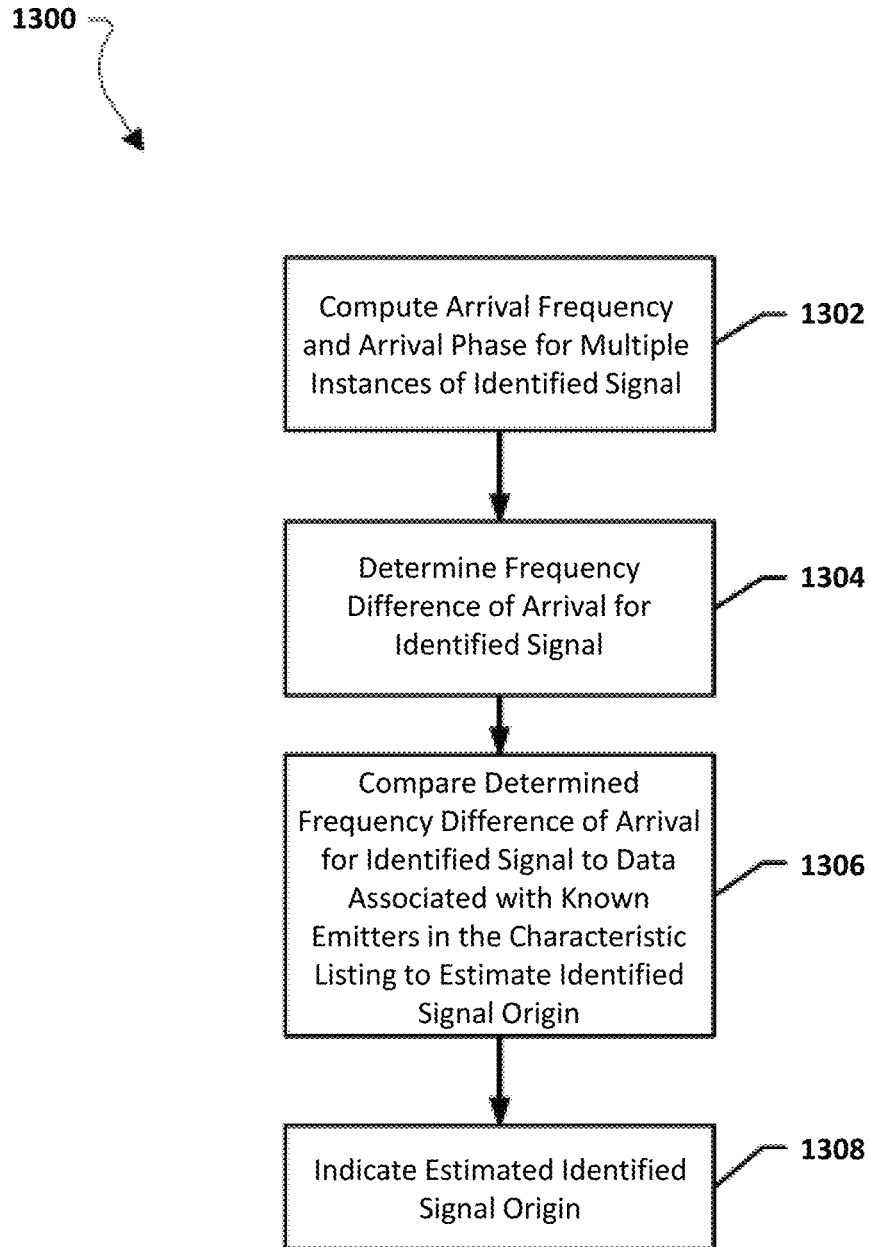 1300
Compute Arrival Frequency
and Arrival Phase for Multiple
Instances of Identified Signal
1302
Determine Frequency
Difference of Arrival for
Identified Signal
1304
Compare Determined
Frequency Difference of Arrival
for Identified Signal to Data
Associated with Known
Emitters in the Characteristic
Listing to Estimate Identified
Signal Origin
1306
Indicate Estimated Identified
Signal Origin
1308